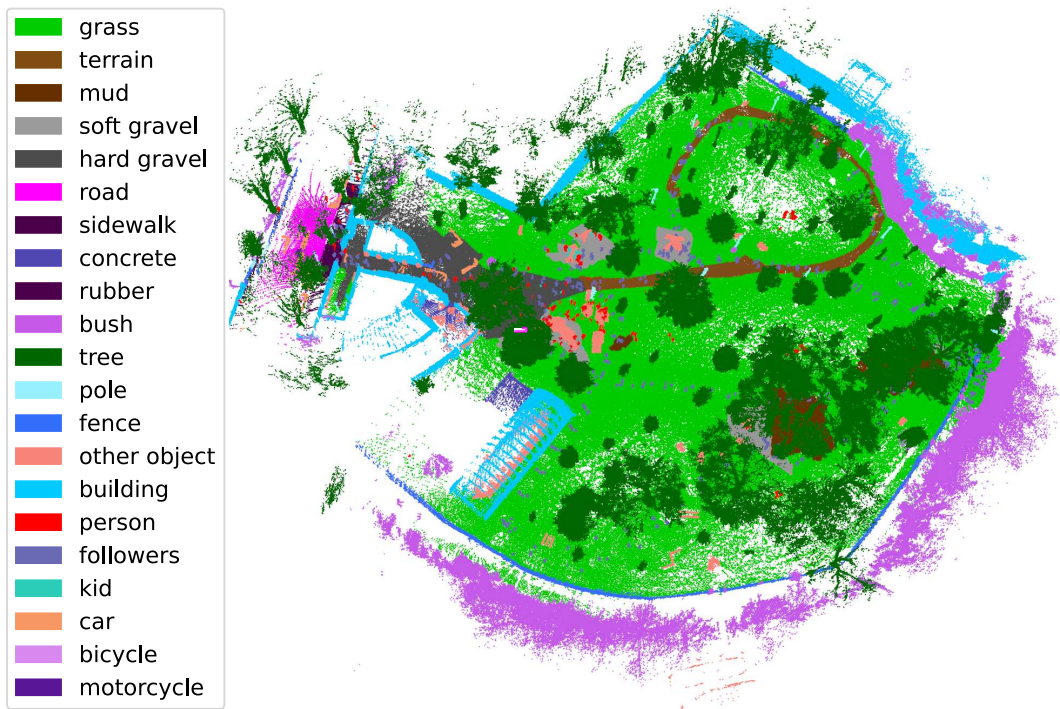 grass
terrain
mud
soft gravel
hard gravel
road
sidewalk
concrete
rubber
bush
tree
pole
fence
other object
building
person
followers
kid
car
bicycle
motorcycle